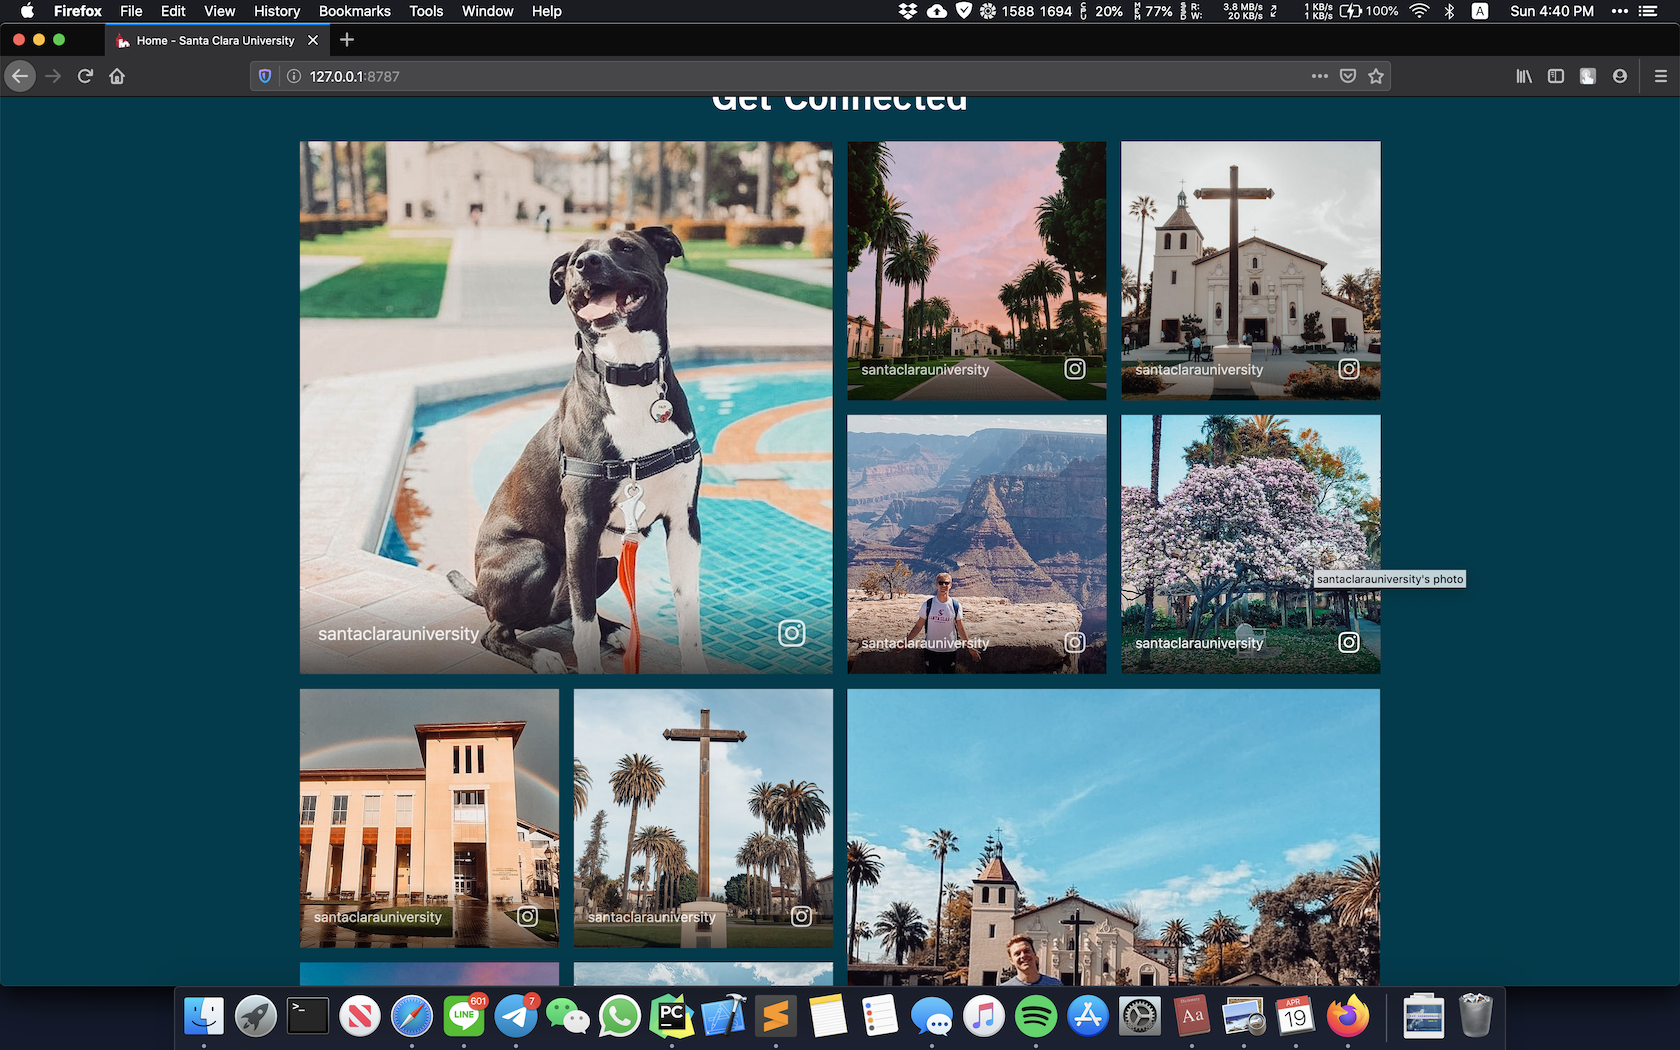 Firefox File Edit View History Bookmarks Tools Window Help
1588 1694 20% 77% R: W: 3.8 MB/s 20 KB/s 1 KB/s 1 KB/s 100% A Sun 4:40 PM
Home - Santa Clara University
127.0.0.1:8787
Get Connected
santaclarauniversity
santaclarauniversity
santaclarauniversity's photo
santaclarauniversity
santaclarauniversity
santaclarauniversity
santaclarauniversity
santaclarauniversity
>_
LINE
601
7
PC
Aa
APR
19